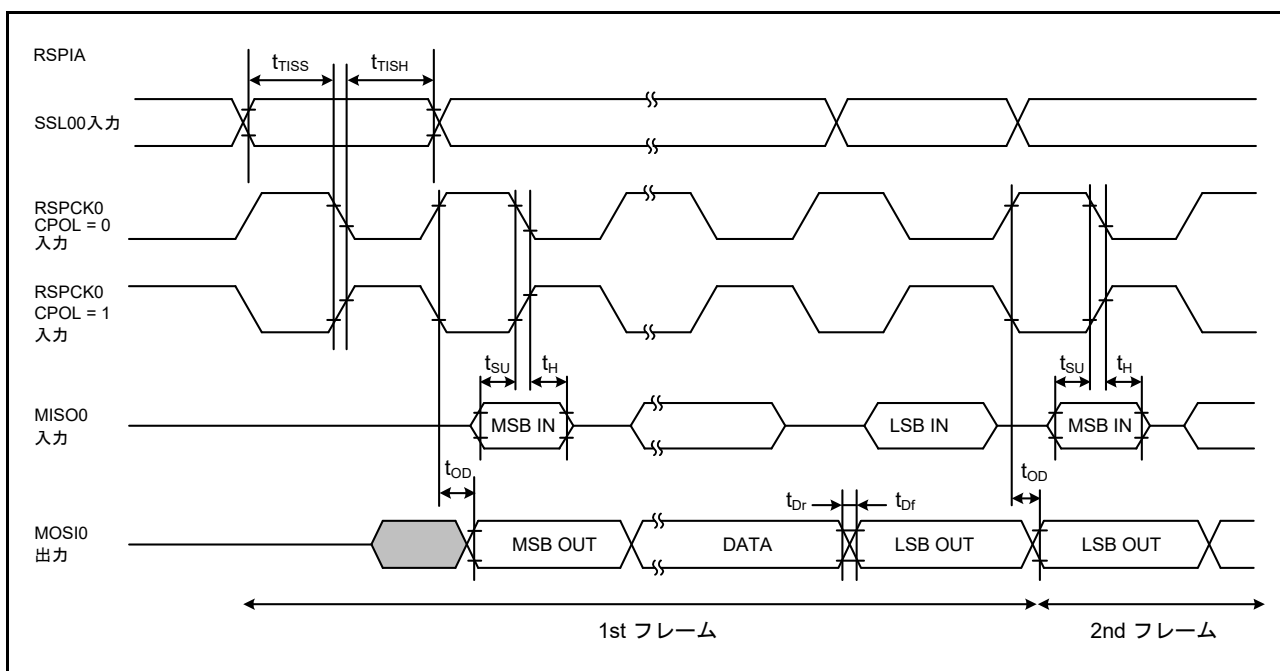 RSPIA
tTISS
tTISH
SSL00入力
RSPCK0
CPOL = 0
入力
RSPCK0
CPOL = 1
入力
tSU
tH
tSU
tH
MISO0
入力
MSB IN
LSB IN
MSB IN
tOD
tDr
tDf
tOD
MOSI0
出力
MSB OUT
DATA
LSB OUT
LSB OUT
1st フレーム
2nd フレーム